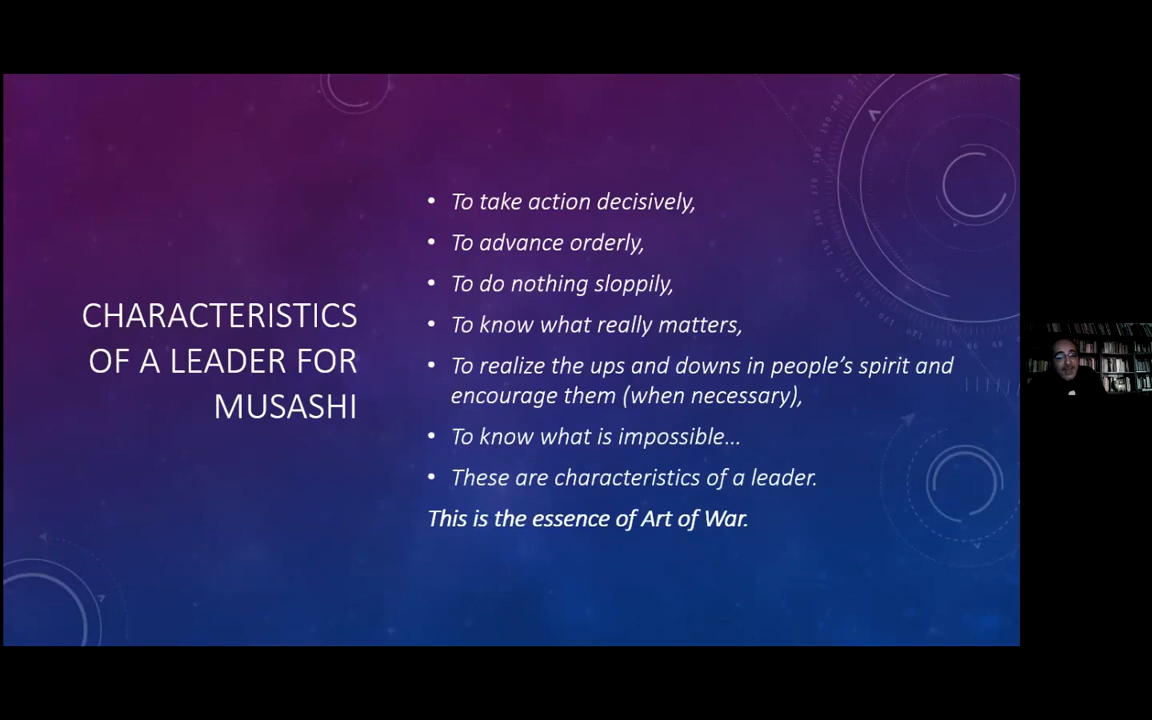 CHARACTERISTICS
OF A LEADER FOR
MUSASHI
• To take action decisively,
• To advance orderly,
• To do nothing sloppily,
• To know what really matters,
• To realize the ups and downs in people's spirit and
encourage them (when necessary),
• To know what is impossible...
• These are characteristics of a leader.
This is the essence of Art of War.